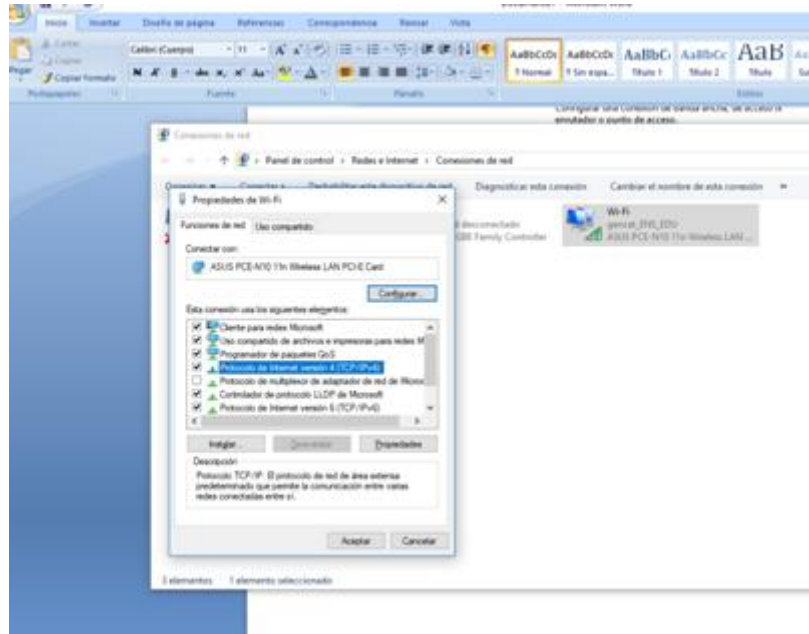 Inicio Insertar Diseño de página Referencias Correspondencia Revisar Vista
Cortar
Copiar
Pegar
Copiar formato
Portapapeles
Calibri (Cuerpo) 11
Fuente
Párrafo
AaBbCcDc AaBbCcDc AaBbC AaBbCc AaB
¶ Normal ¶ Sin espa... Título 1 Título 2 Título
Estilos
Configurar una conexión de banda ancha, de acceso
enrutador o punto de acceso.
Conexiones de red
Panel de control Redes e Internet Conexiones de red
Diagnosticar esta conexión Cambiar el nombre de esta conexión
desconectado
GBE Family Controller
Wi-Fi
gencat_ENS_EDU
ASUS PCE-N10 11n Wireless LAN ...
Propiedades de Wi-Fi
Funciones de red Uso compartido
Conectar con:
ASUS PCE-N10 11n Wireless LAN PCI-E Card
Configurar...
Esta conexión usa los siguientes elementos:
Cliente para redes Microsoft
Uso compartido de archivos e impresoras para redes M
Programador de paquetes QoS
Protocolo de Internet versión 4 (TCP/IPv4)
Protocolo de multiplexor de adaptador de red de Micros
Controlador de protocolo LLDP de Microsoft
Protocolo de Internet versión 6 (TCP/IPv6)
Instalar... Desinstalar Propiedades
Descripción
Protocolo TCP/IP. El protocolo de red de área extensa
predeterminado que permite la comunicación entre varias
redes conectadas entre sí.
Aceptar Cancelar
3 elementos 1 elemento seleccionado